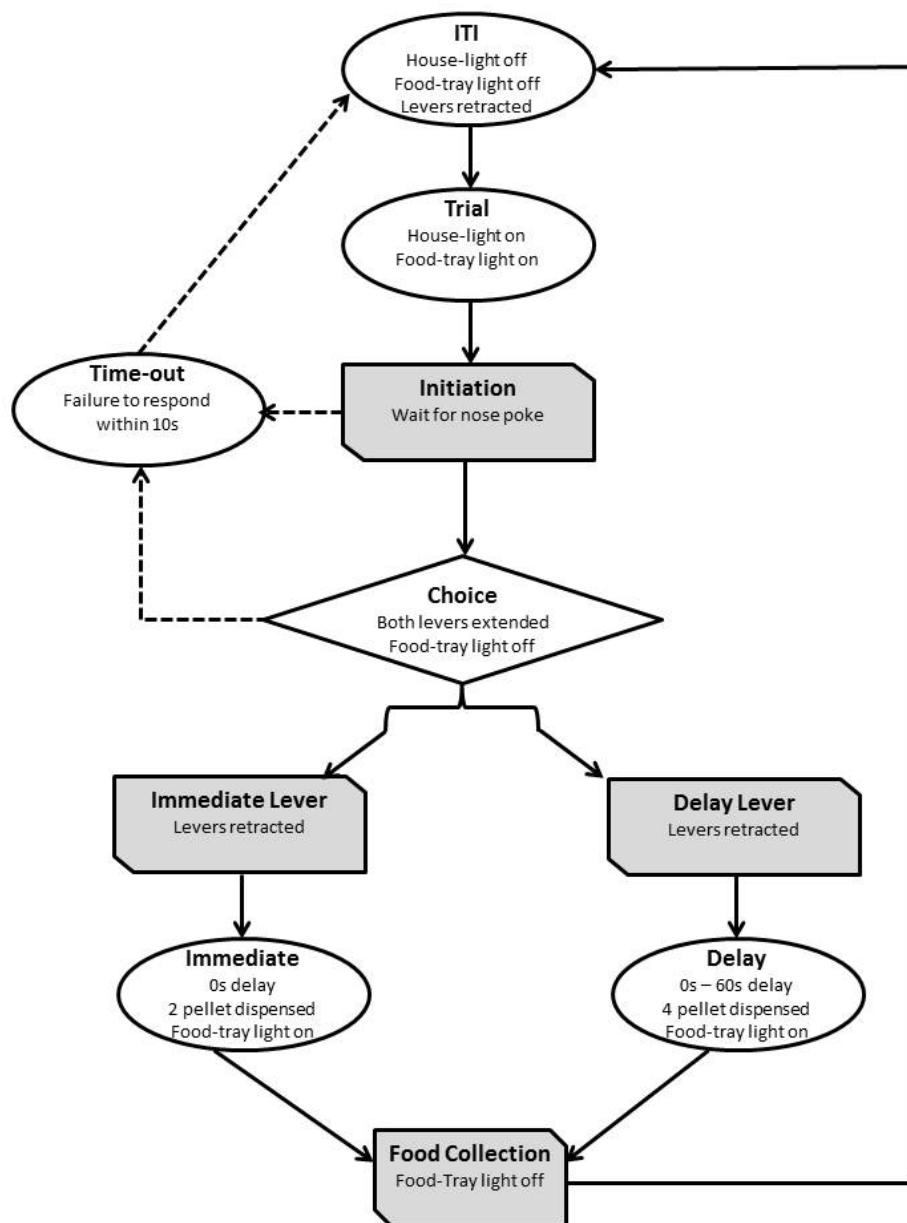 ITI
House-light off
Food-tray light off
Levers retracted
Trial
House-light on
Food-tray light on
Time-out
Failure to respond
within 10s
Initiation
Wait for nose poke
Choice
Both levers extended
Food-tray light off
Immediate Lever
Levers retracted
Delay Lever
Levers retracted
Immediate
0s delay
2 pellet dispensed
Food-tray light on
Delay
0s – 60s delay
4 pellet dispensed
Food-tray light on
Food Collection
Food-Tray light off